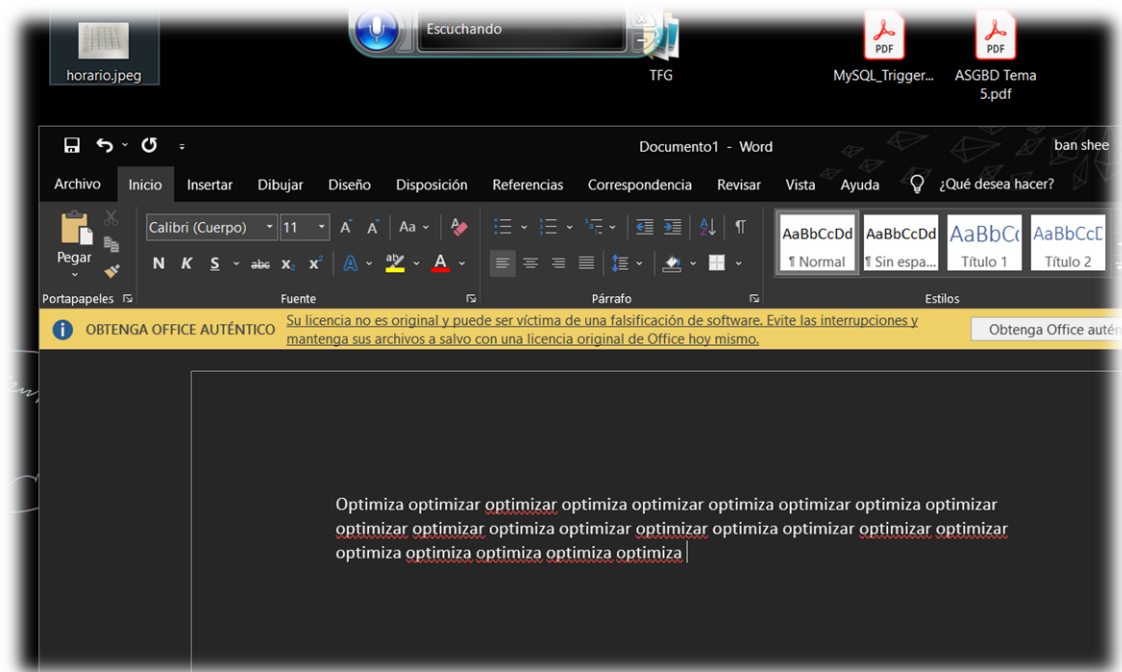 Escuchando
PDF
PDF
horario.jpeg
TFG
MySQL_Trigger...
ASGBD Tema
5.pdf
Documento1 - Word
ban shee
Archivo Inicio Insertar Dibujar Diseño Disposición Referencias Correspondencia Revisar Vista Ayuda ¿Qué desea hacer?
Pegar
Calibri (Cuerpo) 11 A A Aa A
N K S abc X₂ X² A ab A
AaBbCcDd AaBbCcDd AaBbC AaBbCcD
¶ Normal ¶ Sin espa... Título 1 Título 2
Portapapeles Fuente Párrafo Estilos
OBTENGA OFFICE AUTÉNTICO
Su licencia no es original y puede ser víctima de una falsificación de software. Evite las interrupciones y
mantenga sus archivos a salvo con una licencia original de Office hoy mismo.
Obtenga Office autén
Optimiza optimizar optimizar optimiza optimizar optimiza optimizar optimiza optimizar
optimizar optimizar optimiza optimizar optimizar optimiza optimizar optimizar optimizar
optimiza optimiza optimiza optimiza optimiza